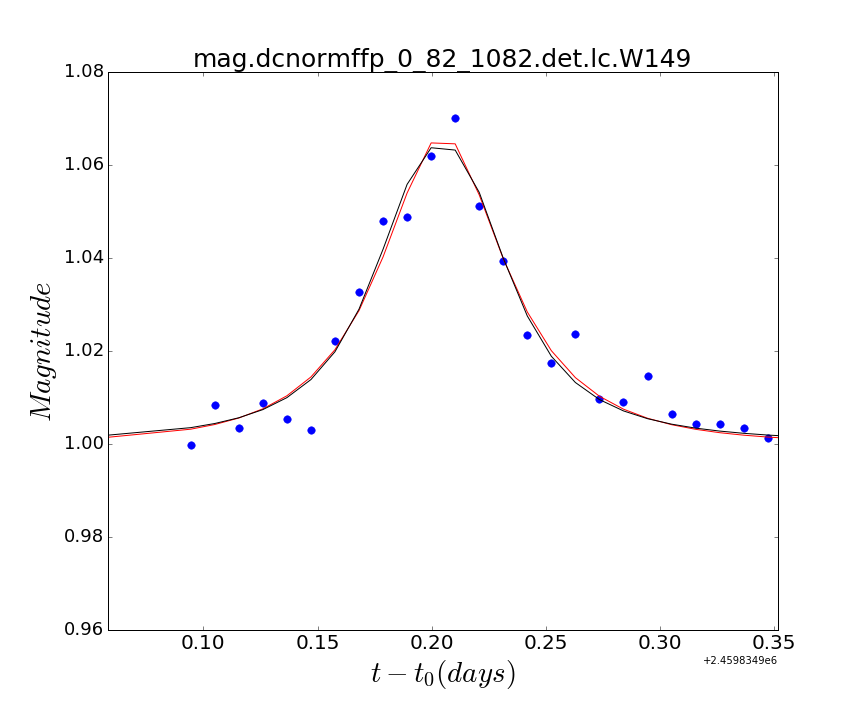 mag.dcnormffp_0_82_1082.det.lc.W149
1.08
1.06
1.04
1.02
1.00
0.98
0.96
Magnitude
0.10 0.15 0.20 0.25 0.30 0.35
+2.4598349e6
t − t₀(days)